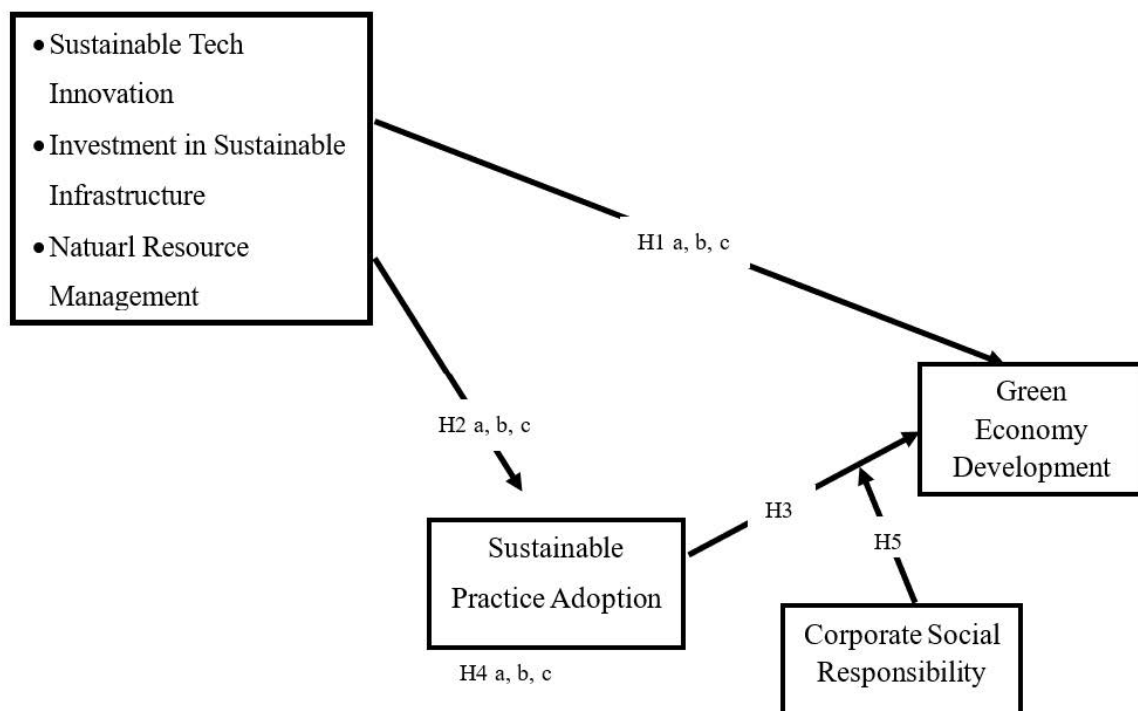 • Sustainable Tech
Innovation
• Investment in Sustainable
Infrastructure
• Natuarl Resource
Management
H1 a, b, c
H2 a, b, c
Green
Economy
Development
H3
H5
Sustainable
Practice Adoption
H4 a, b, c
Corporate Social
Responsibility